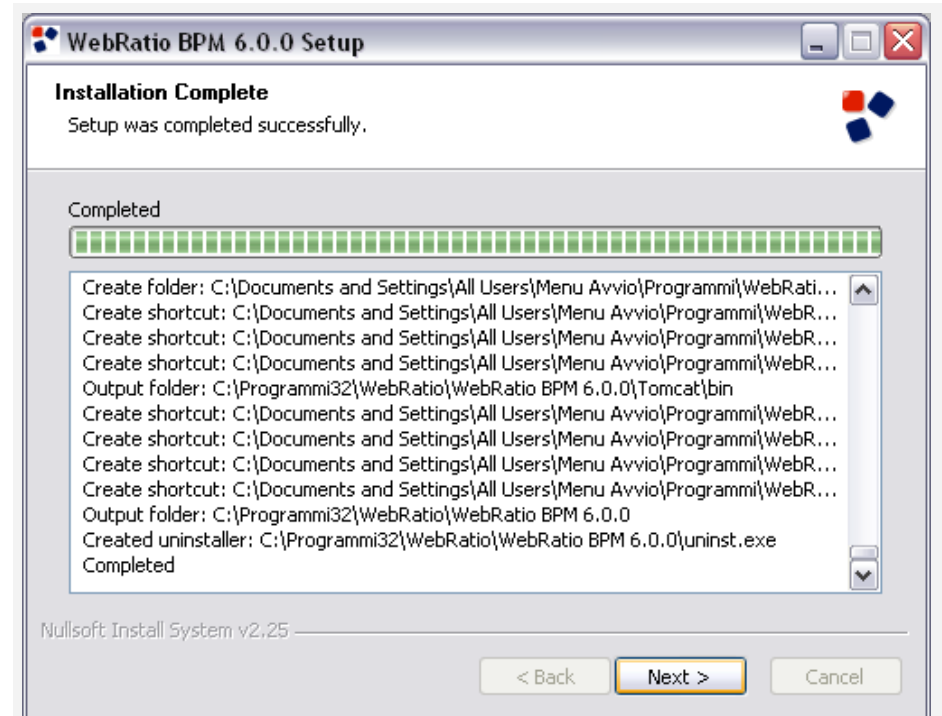 WebRatio BPM 6.0.0 Setup
Installation Complete
Setup was completed successfully.
Completed
Create folder: C:\Documents and Settings\All Users\Menu Avvio\Programmi\WebRati...
Create shortcut: C:\Documents and Settings\All Users\Menu Avvio\Programmi\WebR...
Create shortcut: C:\Documents and Settings\All Users\Menu Avvio\Programmi\WebR...
Create shortcut: C:\Documents and Settings\All Users\Menu Avvio\Programmi\WebR...
Output folder: C:\Programmi32\WebRatio\WebRatio BPM 6.0.0\Tomcat\bin
Create shortcut: C:\Documents and Settings\All Users\Menu Avvio\Programmi\WebR...
Create shortcut: C:\Documents and Settings\All Users\Menu Avvio\Programmi\WebR...
Create shortcut: C:\Documents and Settings\All Users\Menu Avvio\Programmi\WebR...
Create shortcut: C:\Documents and Settings\All Users\Menu Avvio\Programmi\WebR...
Output folder: C:\Programmi32\WebRatio\WebRatio BPM 6.0.0
Created uninstaller: C:\Programmi32\WebRatio\WebRatio BPM 6.0.0\uninst.exe
Completed
Nullsoft Install System v2.25
< Back Next > Cancel